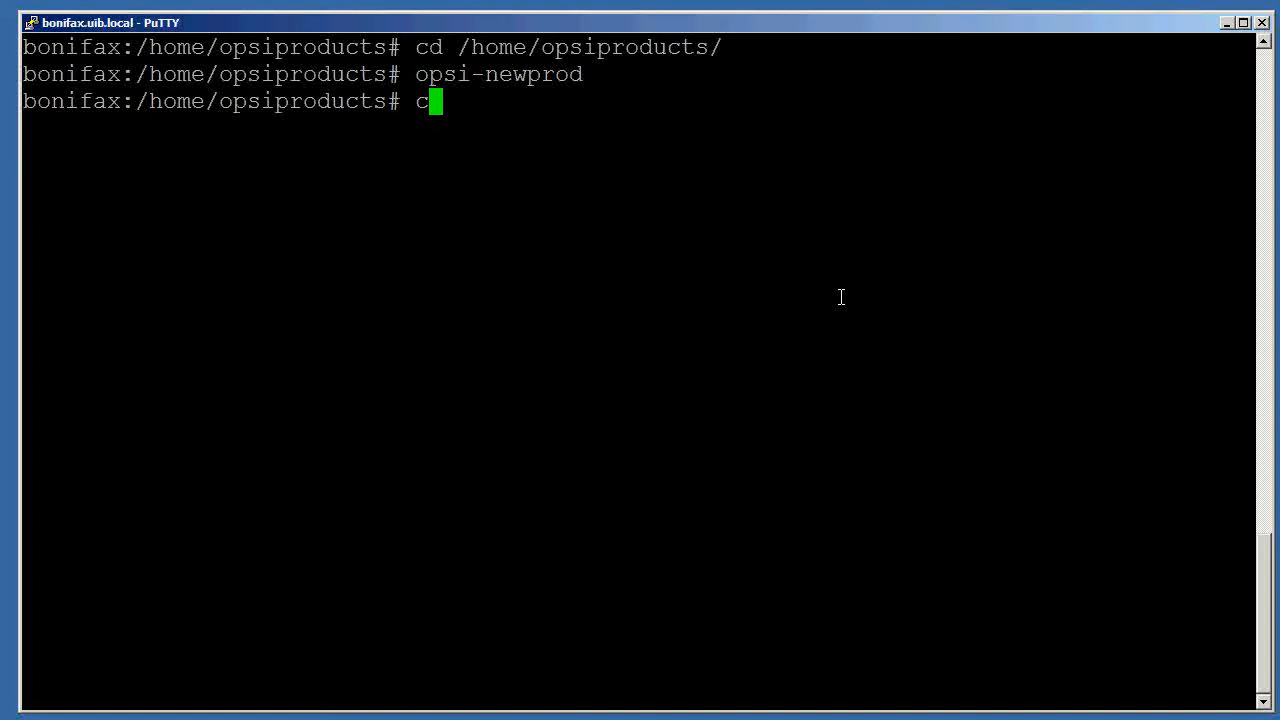 bonifax.uib.local - PuTTY
bonifax:/home/opsiproducts# cd /home/opsiproducts/
bonifax:/home/opsiproducts# opsi-newprod
bonifax:/home/opsiproducts# c